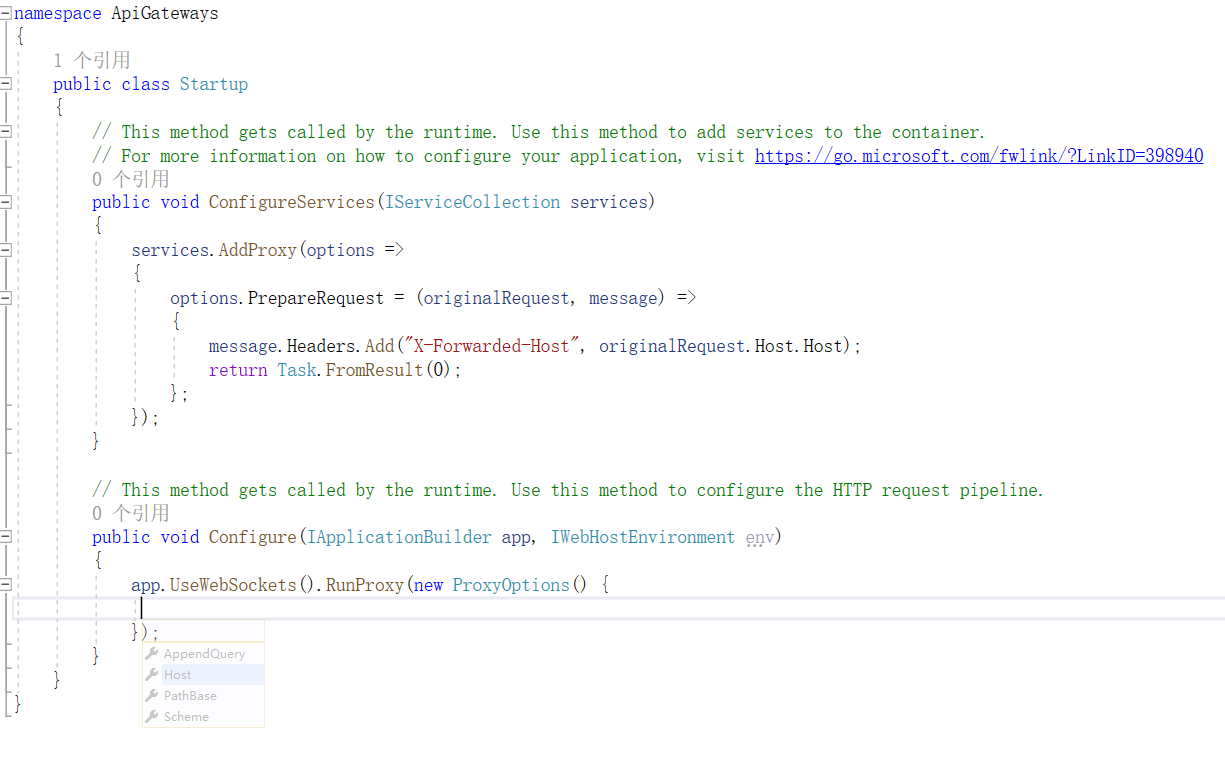 namespace ApiGateways
{
1 个引用
public class Startup
{
// This method gets called by the runtime. Use this method to add services to the container.
// For more information on how to configure your application, visit https://go.microsoft.com/fwlink/?LinkID=398940
0 个引用
public void ConfigureServices(IServiceCollection services)
{
services.AddProxy(options =>
{
options.PrepareRequest = (originalRequest, message) =>
{
message.Headers.Add("X-Forwarded-Host", originalRequest.Host.Host);
return Task.FromResult(0);
};
});
}
// This method gets called by the runtime. Use this method to configure the HTTP request pipeline.
0 个引用
public void Configure(IApplicationBuilder app, IWebHostEnvironment env)
{
app.UseWebSockets().RunProxy(new ProxyOptions() {
});
AppendQuery
}
Host
}
PathBase
}
Scheme